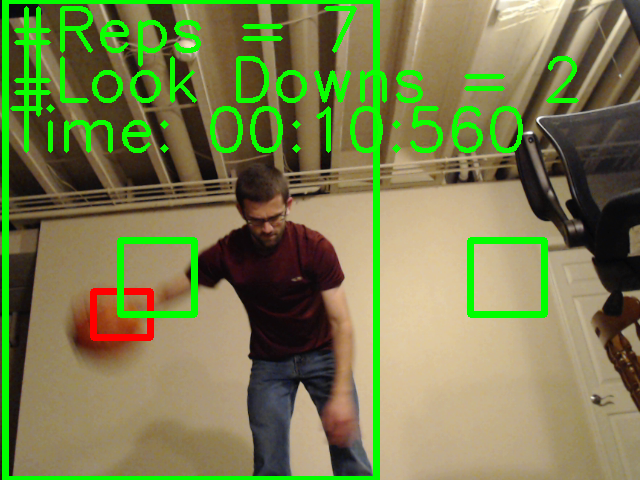 #Reps = 7
#Look Downs = 2
Time: 00:10:560